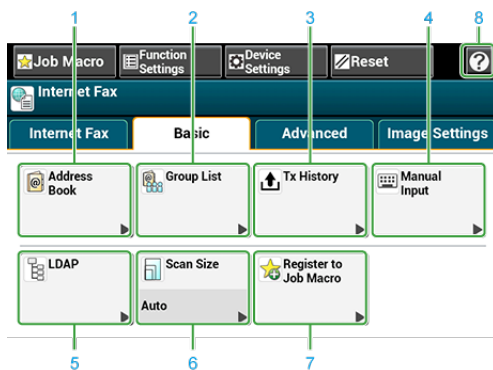 1 2 3 4 8
Job Macro Function Settings Device Settings Reset ?
Internet Fax
Internet Fax Basic Advanced Image Settings
Address Book Group List Tx History Manual Input
LDAP Scan Size Register to Job Macro
Auto
5 6 7